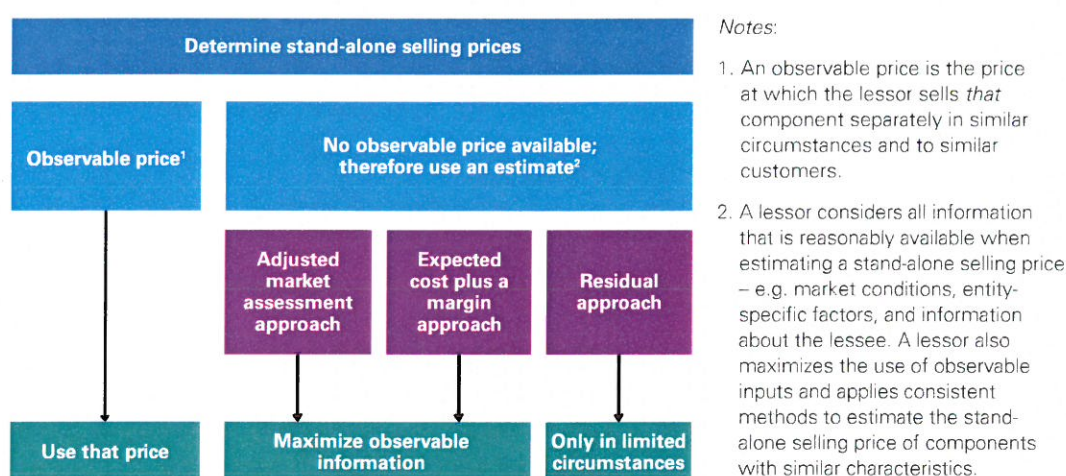 Determine stand-alone selling prices
Observable price¹
No observable price available;
therefore use an estimate²
Adjusted
market
assessment
approach
Expected
cost plus a
margin
approach
Residual
approach
Use that price
Maximize observable
information
Only in limited
circumstances
Notes:
1. An observable price is the price
at which the lessor sells that
component separately in similar
circumstances and to similar
customers.
2. A lessor considers all information
that is reasonably available when
estimating a stand-alone selling price
– e.g. market conditions, entity-
specific factors, and information
about the lessee. A lessor also
maximizes the use of observable
inputs and applies consistent
methods to estimate the stand-
alone selling price of components
with similar characteristics.